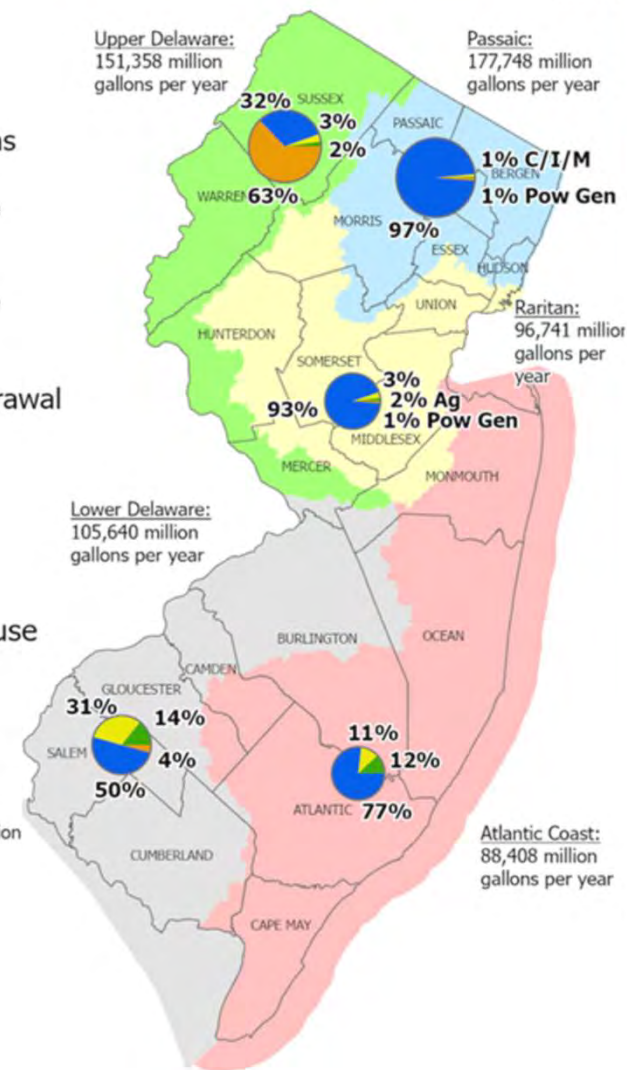 Upper Delaware:
151,358 million
gallons per year
Passaic:
177,748 million
gallons per year
32%
SUSSEX
3%
2%
PASSAIC
1% C/I/M
BERGEN
1% Pow Gen
WARREN
63%
MORRIS
97%
ESSEX
HUDSON
UNION
Raritan:
96,741 million
gallons per
year
HUNTERDON
SOMERSET
3%
93%
2% Ag
1% Pow Gen
MIDDLESEX
MERCER
MONMOUTH
Lower Delaware:
105,640 million
gallons per year
BURLINGTON
OCEAN
CAMDEN
GLOUCESTER
31%
14%
SALEM
4%
50%
11%
12%
ATLANTIC
77%
CUMBERLAND
Atlantic Coast:
88,408 million
gallons per year
CAPE MAY
use